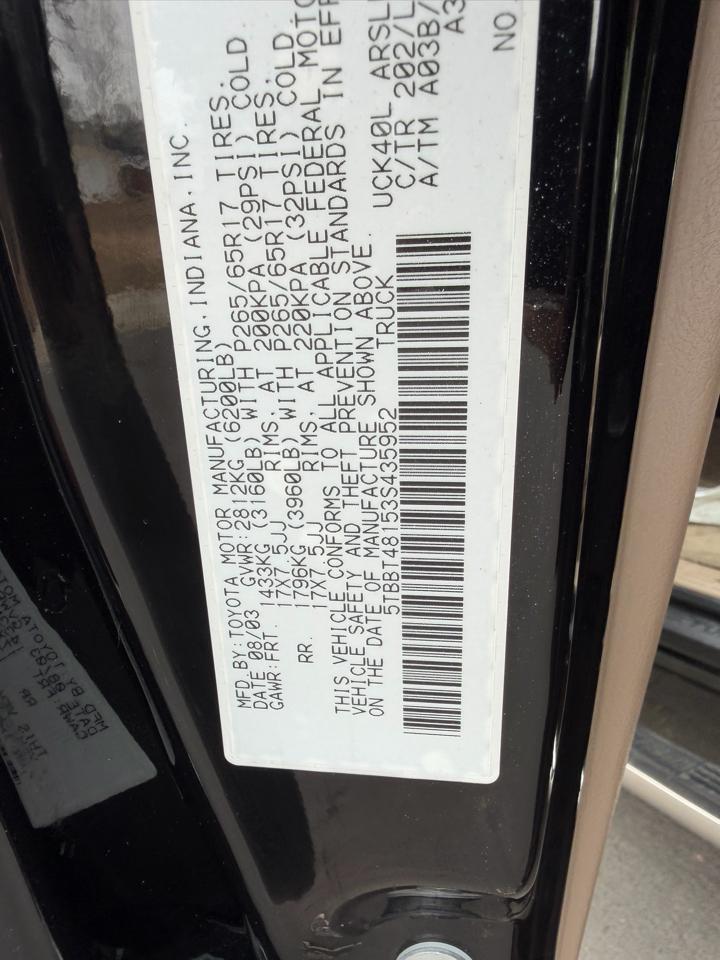 MFD.BY:TOYOTA MOTOR MANUFACTURING, INDIANA, INC.
DATE:08/03 GVWR:2812KG (6200LB)
GAWR:FRT. 1433KG (3160LB) WITH P265/65R17 TIRES.
17X7.5JJ RIMS, AT 200KPA (29PSI) COLD
RR. 1796KG (3960LB) WITH P265/65R17 TIRES.
17X7.5JJ RIMS, AT 220KPA (32PSI) COLD
THIS VEHICLE CONFORMS TO ALL APPLICABLE FEDERAL MOTO
VEHICLE SAFETY AND THEFT PREVENTION STANDARDS IN EFF
ON THE DATE OF MANUFACTURE SHOWN ABOVE.
5TBBT48153S435952 TRUCK
UCK40L ARSL
C/TR 202/L
A/TM A03B/
A3
NO